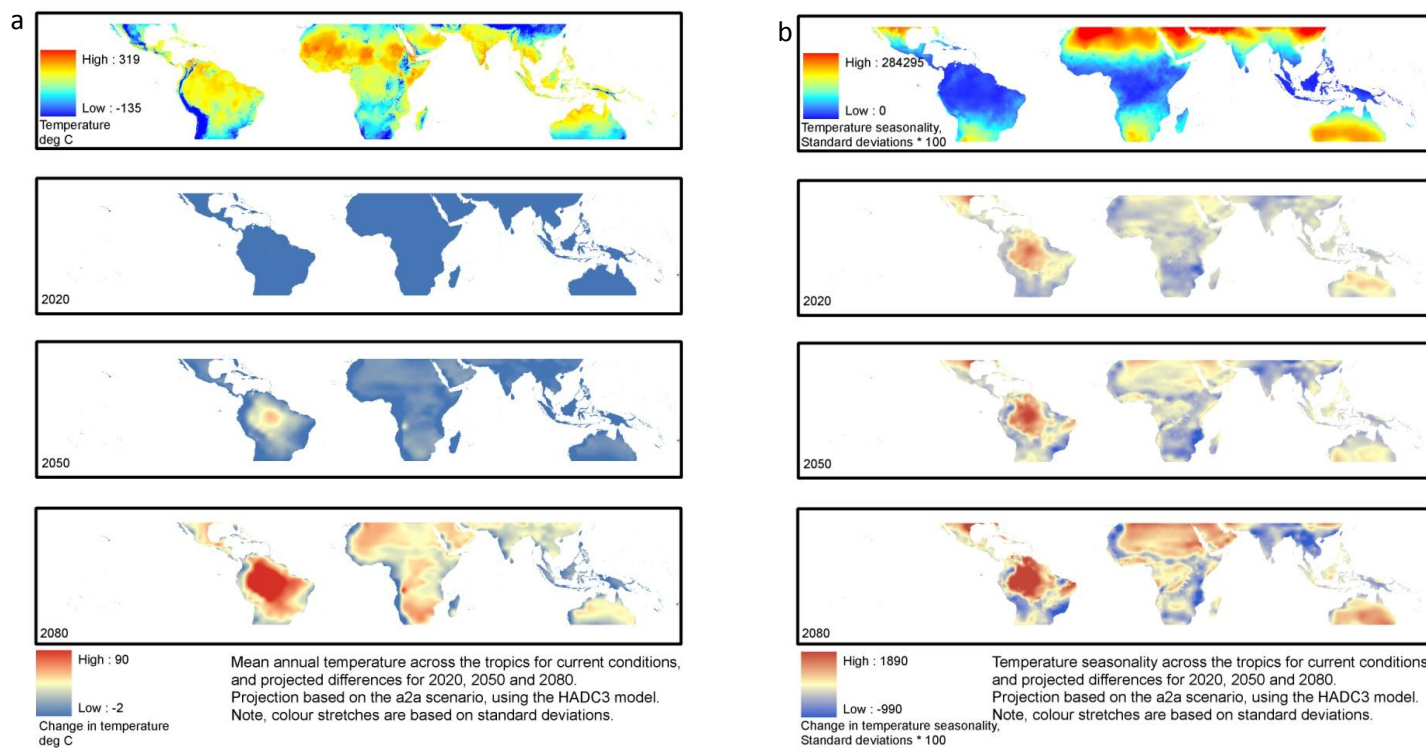 a
High : 319
Low : -135
Temperature
deg C
2020
2050
2080
High : 90
Low : -2
Change in temperature
deg C
Mean annual temperature across the tropics for current conditions,
and projected differences for 2020, 2050 and 2080.
Projection based on the a2a scenario, using the HADC3 model.
Note, colour stretches are based on standard deviations.
b
High : 284295
Low : 0
Temperature seasonality,
Standard deviations * 100
2020
2050
2080
High : 1890
Low : -990
Change in temperature seasonality,
Standard deviations * 100
Temperature seasonality across the tropics for current conditions
and projected differences for 2020, 2050 and 2080.
Projection based on the a2a scenario, using the HADC3 model.
Note, colour stretches are based on standard deviations.